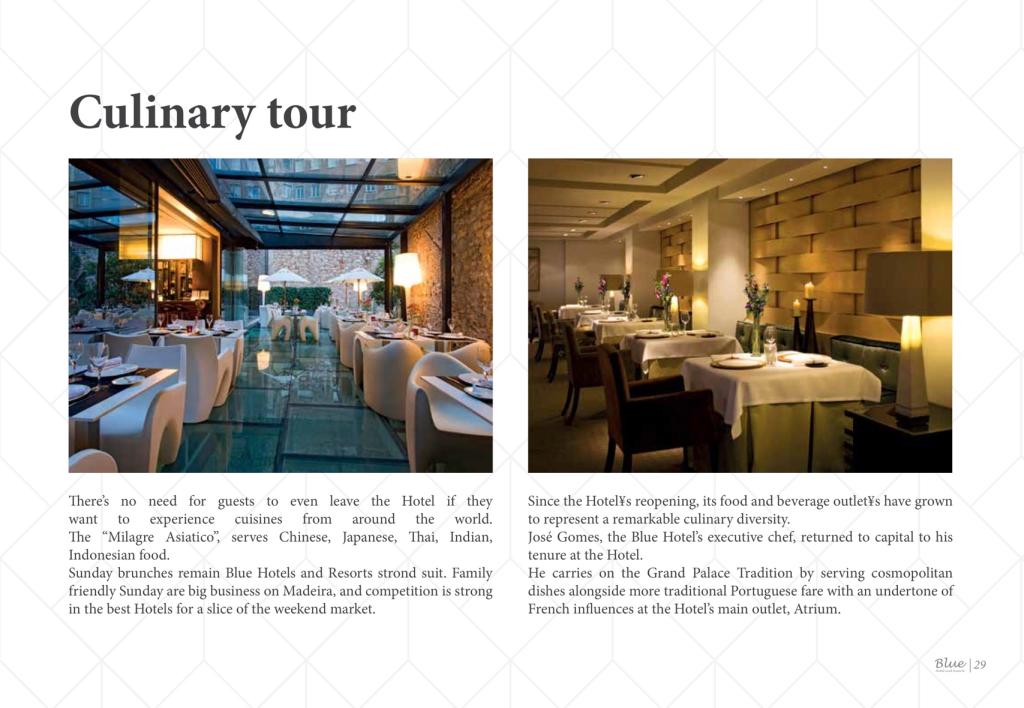 Culinary tour
There’s no need for guests to even leave the Hotel if they
want to experience cuisines from around the world.
The “Milagre Asiatico”, serves Chinese, Japanese, Thai, Indian,
Indonesian food.
Sunday brunches remain Blue Hotels and Resorts strond suit. Family
friendly Sunday are big business on Madeira, and competition is strong
in the best Hotels for a slice of the weekend market.
Since the Hotel¥s reopening, its food and beverage outlet¥s have grown
to represent a remarkable culinary diversity.
José Gomes, the Blue Hotel’s executive chef, returned to capital to his
tenure at the Hotel.
He carries on the Grand Palace Tradition by serving cosmopolitan
dishes alongside more traditional Portuguese fare with an undertone of
French influences at the Hotel’s main outlet, Atrium.
Blue | 29